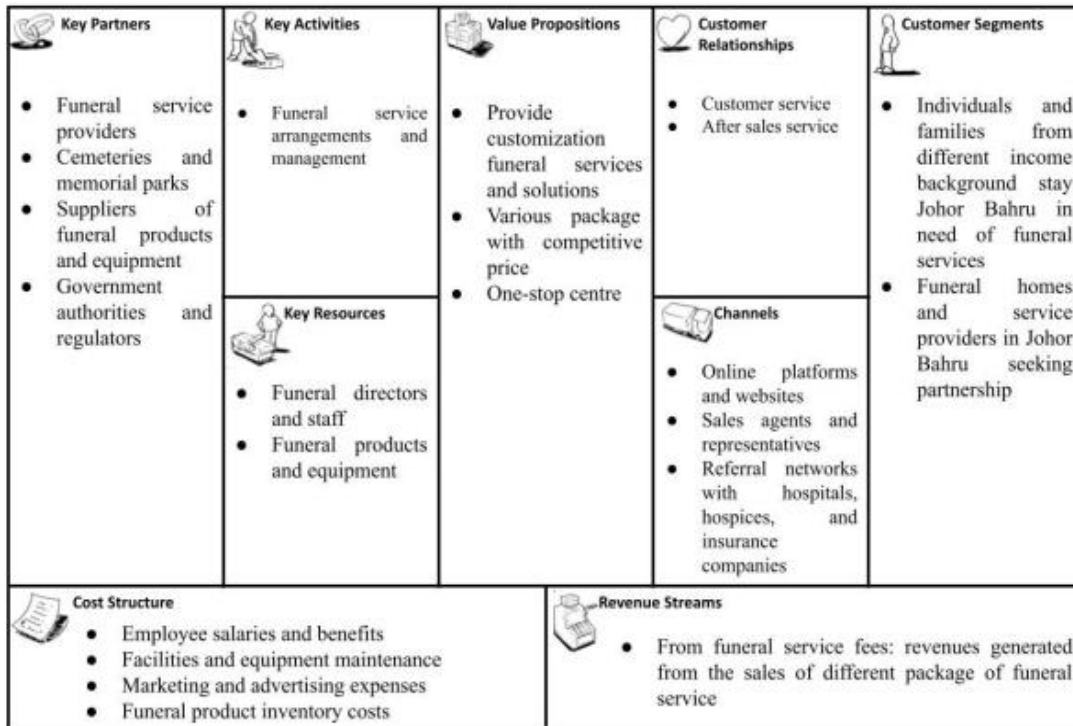 Key Partners
● Funeral service
providers
● Cemeteries and
memorial parks
● Suppliers of
funeral products
and equipment
● Government
authorities and
regulators
Key Activities
● Funeral service
arrangements and
management
Key Resources
● Funeral directors
and staff
● Funeral products
and equipment
Value Propositions
● Provide
customization
funeral services
and solutions
● Various package
with competitive
price
● One-stop centre
Customer
Relationships
● Customer service
● After sales service
Channels
● Online platforms
and websites
● Sales agents and
representatives
● Referral networks
with hospitals,
hospices, and
insurance
companies
Customer Segments
● Individuals and
families from
different income
background stay
Johor Bahru in
need of funeral
services
● Funeral homes
and service
providers in Johor
Bahru seeking
partnership
Cost Structure
● Employee salaries and benefits
● Facilities and equipment maintenance
● Marketing and advertising expenses
● Funeral product inventory costs
Revenue Streams
● From funeral service fees: revenues generated
from the sales of different package of funeral
service